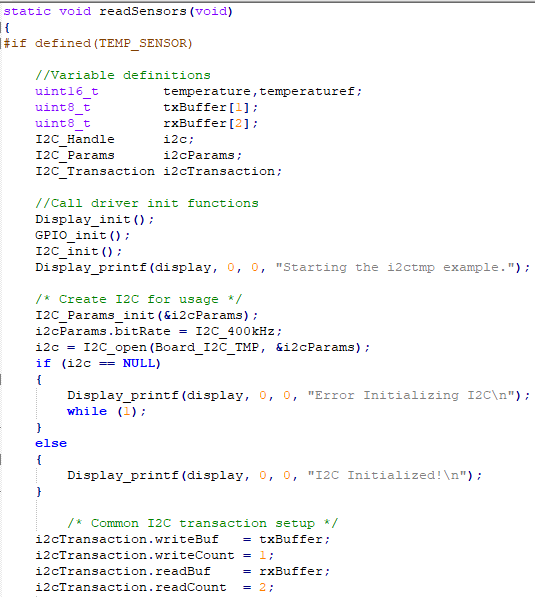 static void readSensors(void)
{
#if defined(TEMP_SENSOR)

    //Variable definitions
    uint16_t        temperature,temperaturef;
    uint8_t         txBuffer[1];
    uint8_t         rxBuffer[2];
    I2C_Handle      i2c;
    I2C_Params      i2cParams;
    I2C_Transaction i2cTransaction;

    //Call driver init functions
    Display_init();
    GPIO_init();
    I2C_init();
    Display_printf(display, 0, 0, "Starting the i2ctmp example.");

    /* Create I2C for usage */
    I2C_Params_init(&i2cParams);
    i2cParams.bitRate = I2C_400kHz;
    i2c = I2C_open(Board_I2C_TMP, &i2cParams);
    if (i2c == NULL)
    {
        Display_printf(display, 0, 0, "Error Initializing I2C\n");
        while (1);
    }
    else
    {
        Display_printf(display, 0, 0, "I2C Initialized!\n");
    }

        /* Common I2C transaction setup */
    i2cTransaction.writeBuf   = txBuffer;
    i2cTransaction.writeCount = 1;
    i2cTransaction.readBuf    = rxBuffer;
    i2cTransaction.readCount  = 2;